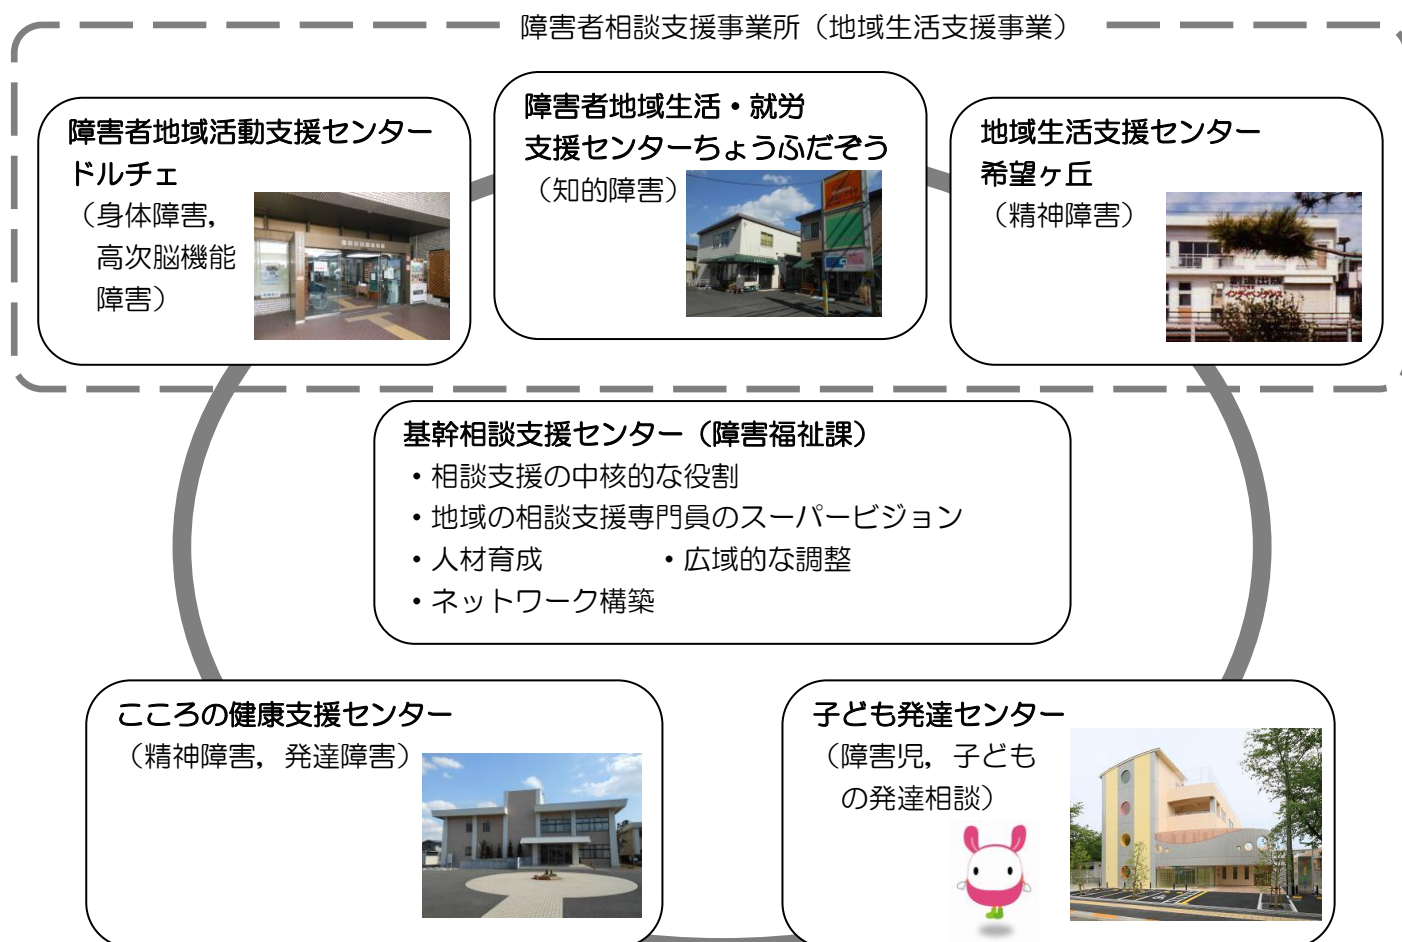 障害者相談支援事業所（地域生活支援事業）
障害者地域活動支援センター
ドルチェ
（身体障害，
高次脳機能
障害）
障害者地域生活・就労
支援センターちょうふだぞう
（知的障害）
地域生活支援センター
希望ヶ丘
（精神障害）
創造出版
基幹相談支援センター（障害福祉課）
・相談支援の中核的な役割
・地域の相談支援専門員のスーパービジョン
・人材育成　　　・広域的な調整
・ネットワーク構築
こころの健康支援センター
（精神障害，発達障害）
子ども発達センター
（障害児，子ども
の発達相談）